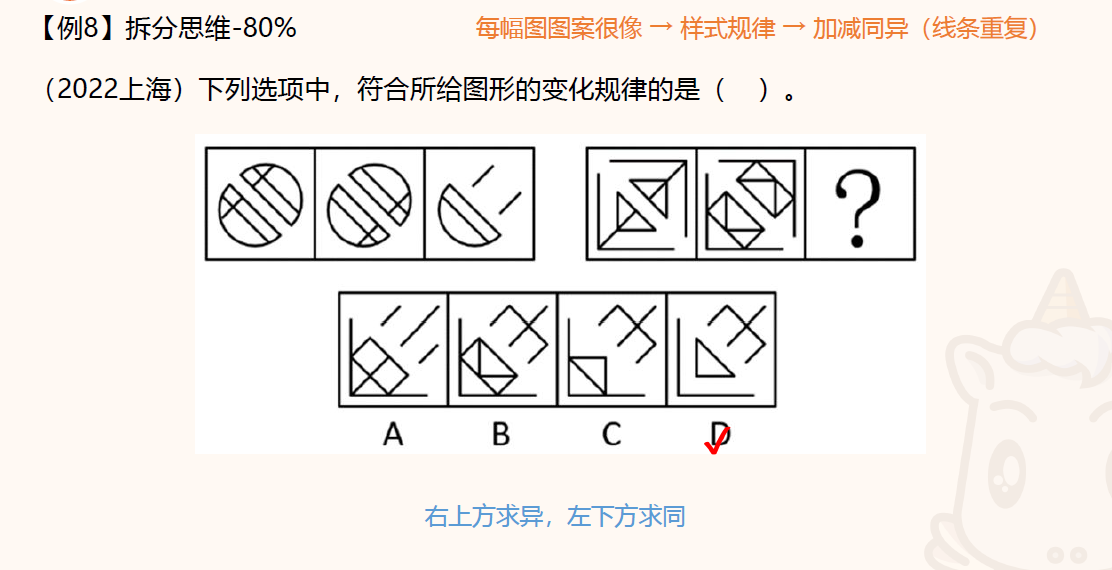 【例8】拆分思维-80%
每幅图图案很像 → 样式规律 → 加减同异（线条重复）
（2022上海）下列选项中，符合所给图形的变化规律的是（ ）。
?
A B C D
右上方求异，左下方求同